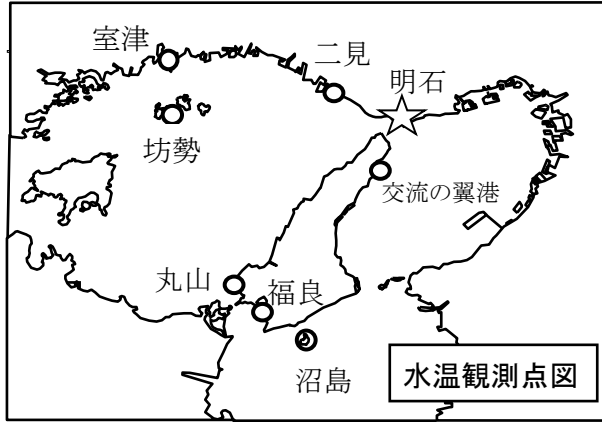 室津
二見
明石
坊勢
交流の翼港
丸山
福良
沼島
水温観測点図